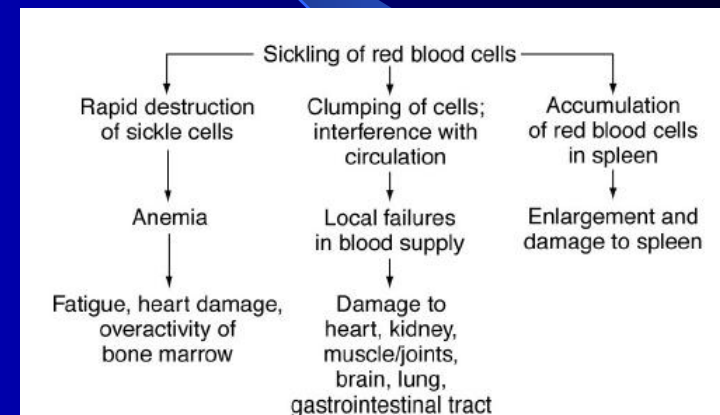 Sickling of red blood cells
Rapid destruction
of sickle cells
Clumping of cells;
interference with
circulation
Accumulation
of red blood cells
in spleen
Anemia
Local failures
in blood supply
Enlargement and
damage to spleen
Fatigue, heart damage,
overactivity of
bone marrow
Damage to
heart, kidney,
muscle/joints,
brain, lung,
gastrointestinal tract